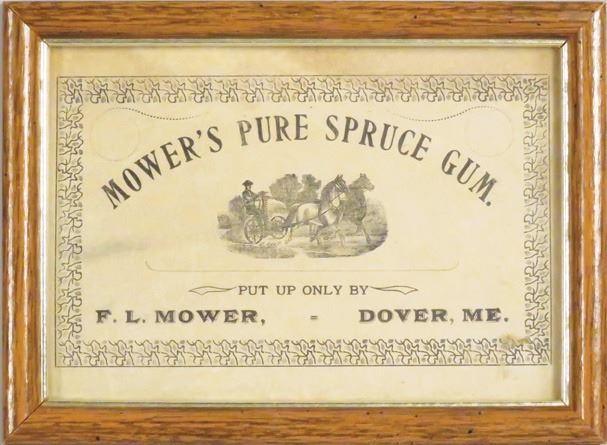 MOWER'S PURE SPRUCE GUM.
PUT UP ONLY BY
F. L. MOWER, = DOVER, ME.